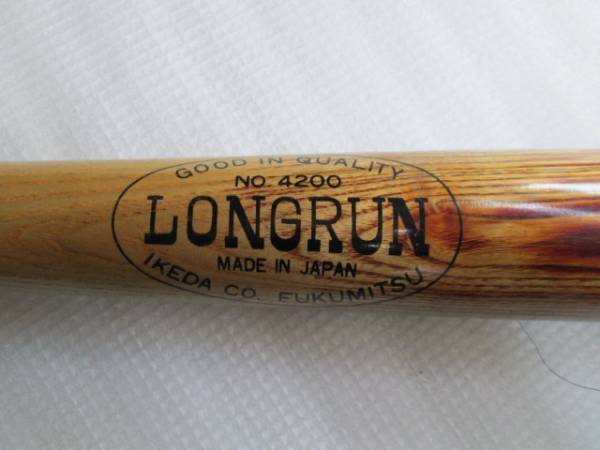 GOOD IN QUALITY
NO. 4200
LONGRUN
MADE IN JAPAN
IKEDA CO. FUKUMITSU